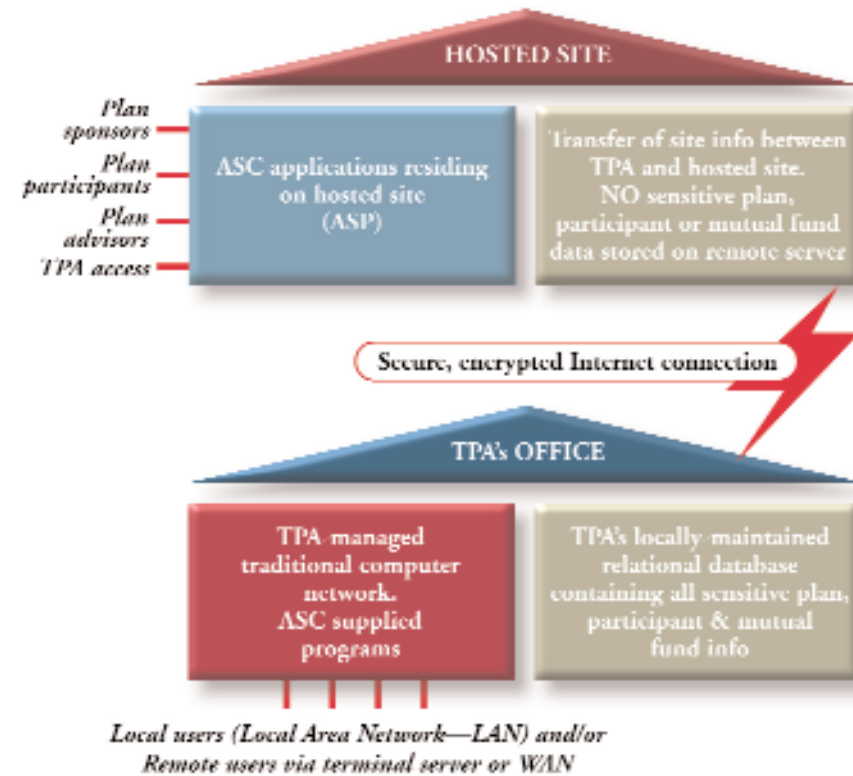 HOSTED SITE
Plan
sponsors
Plan
participants
Plan
advisors
TPA access
ASC applications residing
on hosted site
(ASP)
Transfer of site info between
TPA and hosted site.
NO sensitive plan,
participant or mutual fund
data stored on remote server
Secure, encrypted Internet connection
TPA's OFFICE
TPA-managed
traditional computer
network.
ASC supplied
programs
TPA's locally-maintained
relational database
containing all sensitive plan,
participant & mutual
fund info
Local users (Local Area Network—LAN) and/or
Remote users via terminal server or WAN